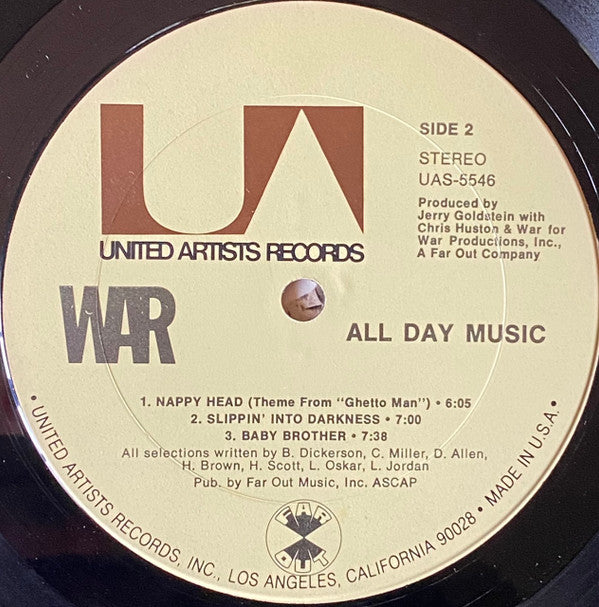 UA
UNITED ARTISTS RECORDS
SIDE 2
STEREO
UAS-5546
Produced by
Jerry Goldstein with
Chris Huston & War for
War Productions, Inc.,
A Far Out Company
WAR
ALL DAY MUSIC
1. NAPPY HEAD (Theme From "Ghetto Man") • 6:05
2. SLIPPIN' INTO DARKNESS • 7:00
3. BABY BROTHER • 7:38
All selections written by B. Dickerson, C. Miller, D. Allen,
H. Brown, H. Scott, L. Oskar, L. Jordan
Pub. by Far Out Music, Inc. ASCAP
FAR
OUT
• UNITED ARTISTS RECORDS, INC., LOS ANGELES, CALIFORNIA 90028 • MADE IN U.S.A. •